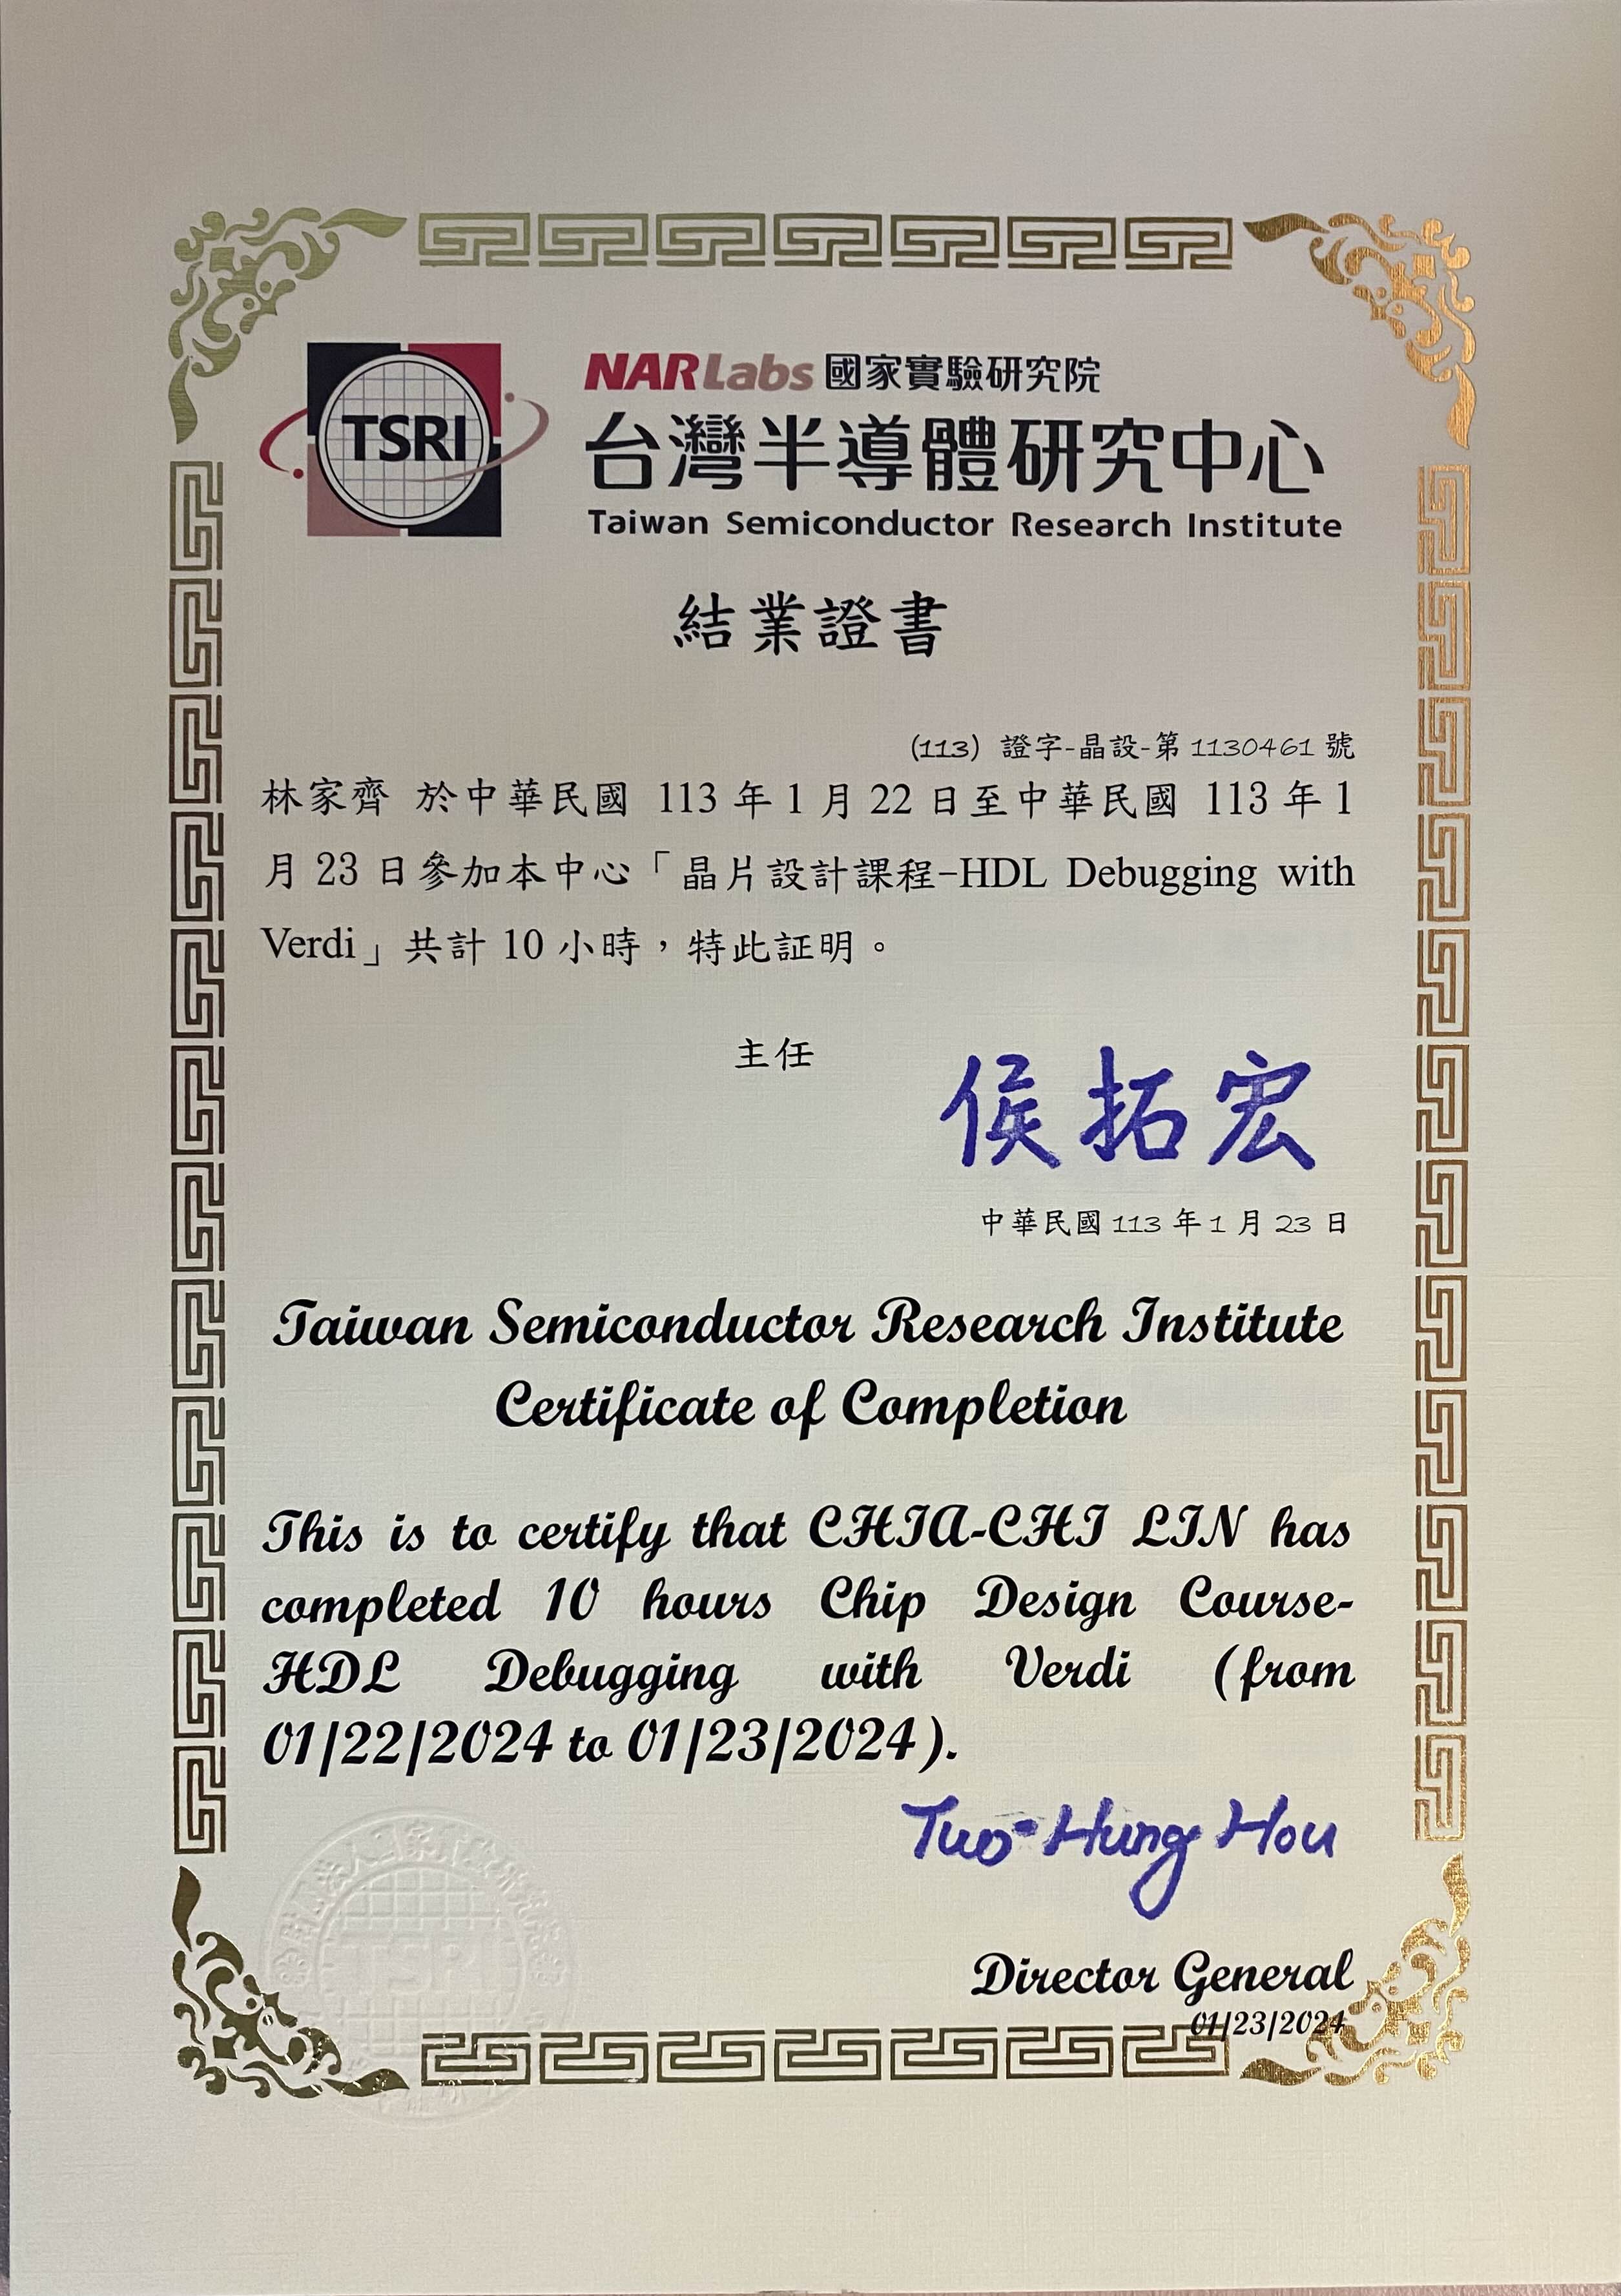 TSRI
NARLabs 國家實驗研究院
台灣半導體研究中心
Taiwan Semiconductor Research Institute
結業證書
(113) 證字-晶設-第 1130461 號
林家齊 於中華民國 113 年 1 月 22 日至中華民國 113 年 1
月 23 日參加本中心「晶片設計課程-HDL Debugging with
Verdi」共計 10 小時，特此証明。
主任
侯拓宏
中華民國 113 年 1 月 23 日
Taiwan Semiconductor Research Institute
Certificate of Completion
This is to certify that CHIA-CHI LIN has
completed 10 hours Chip Design Course-
HDL Debugging with Verdi (from
01/22/2024 to 01/23/2024).
Tuo-Hung Hou
TSRI
Director General
01/23/2024